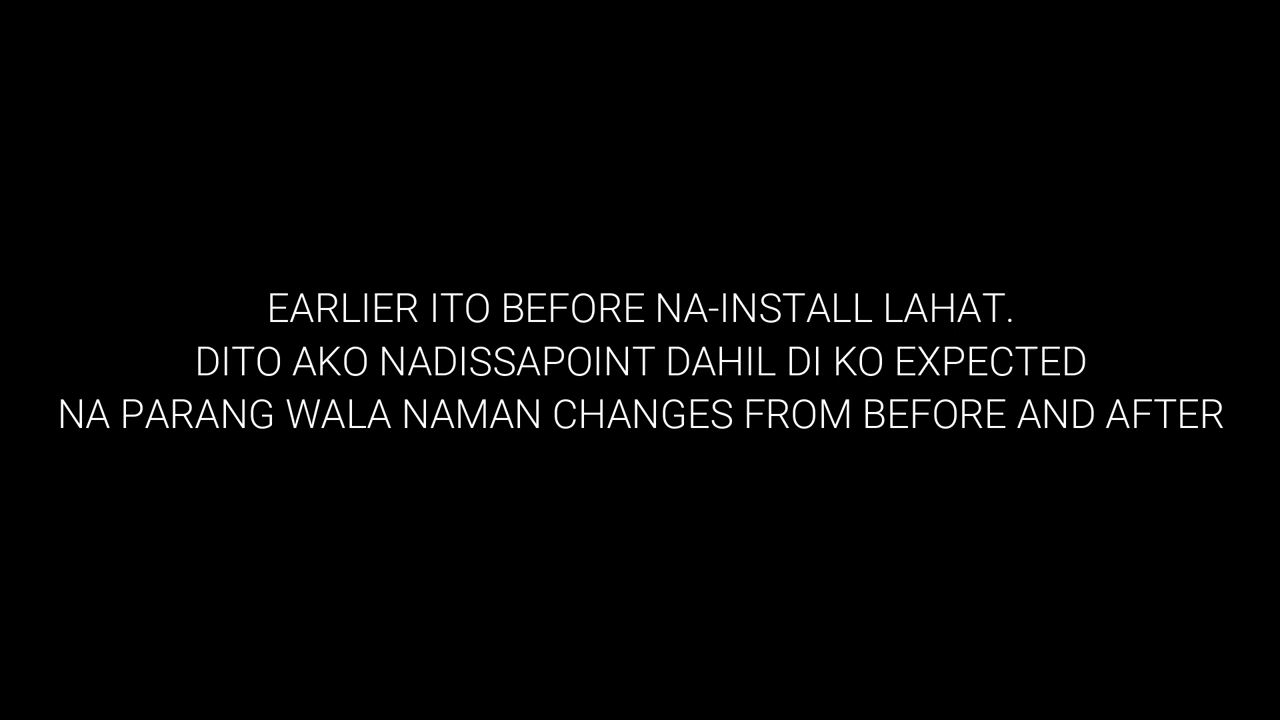 EARLIER ITO BEFORE NA-INSTALL LAHAT.
DITO AKO NADISSAPOINT DAHIL DI KO EXPECTED
NA PARANG WALA NAMAN CHANGES FROM BEFORE AND AFTER